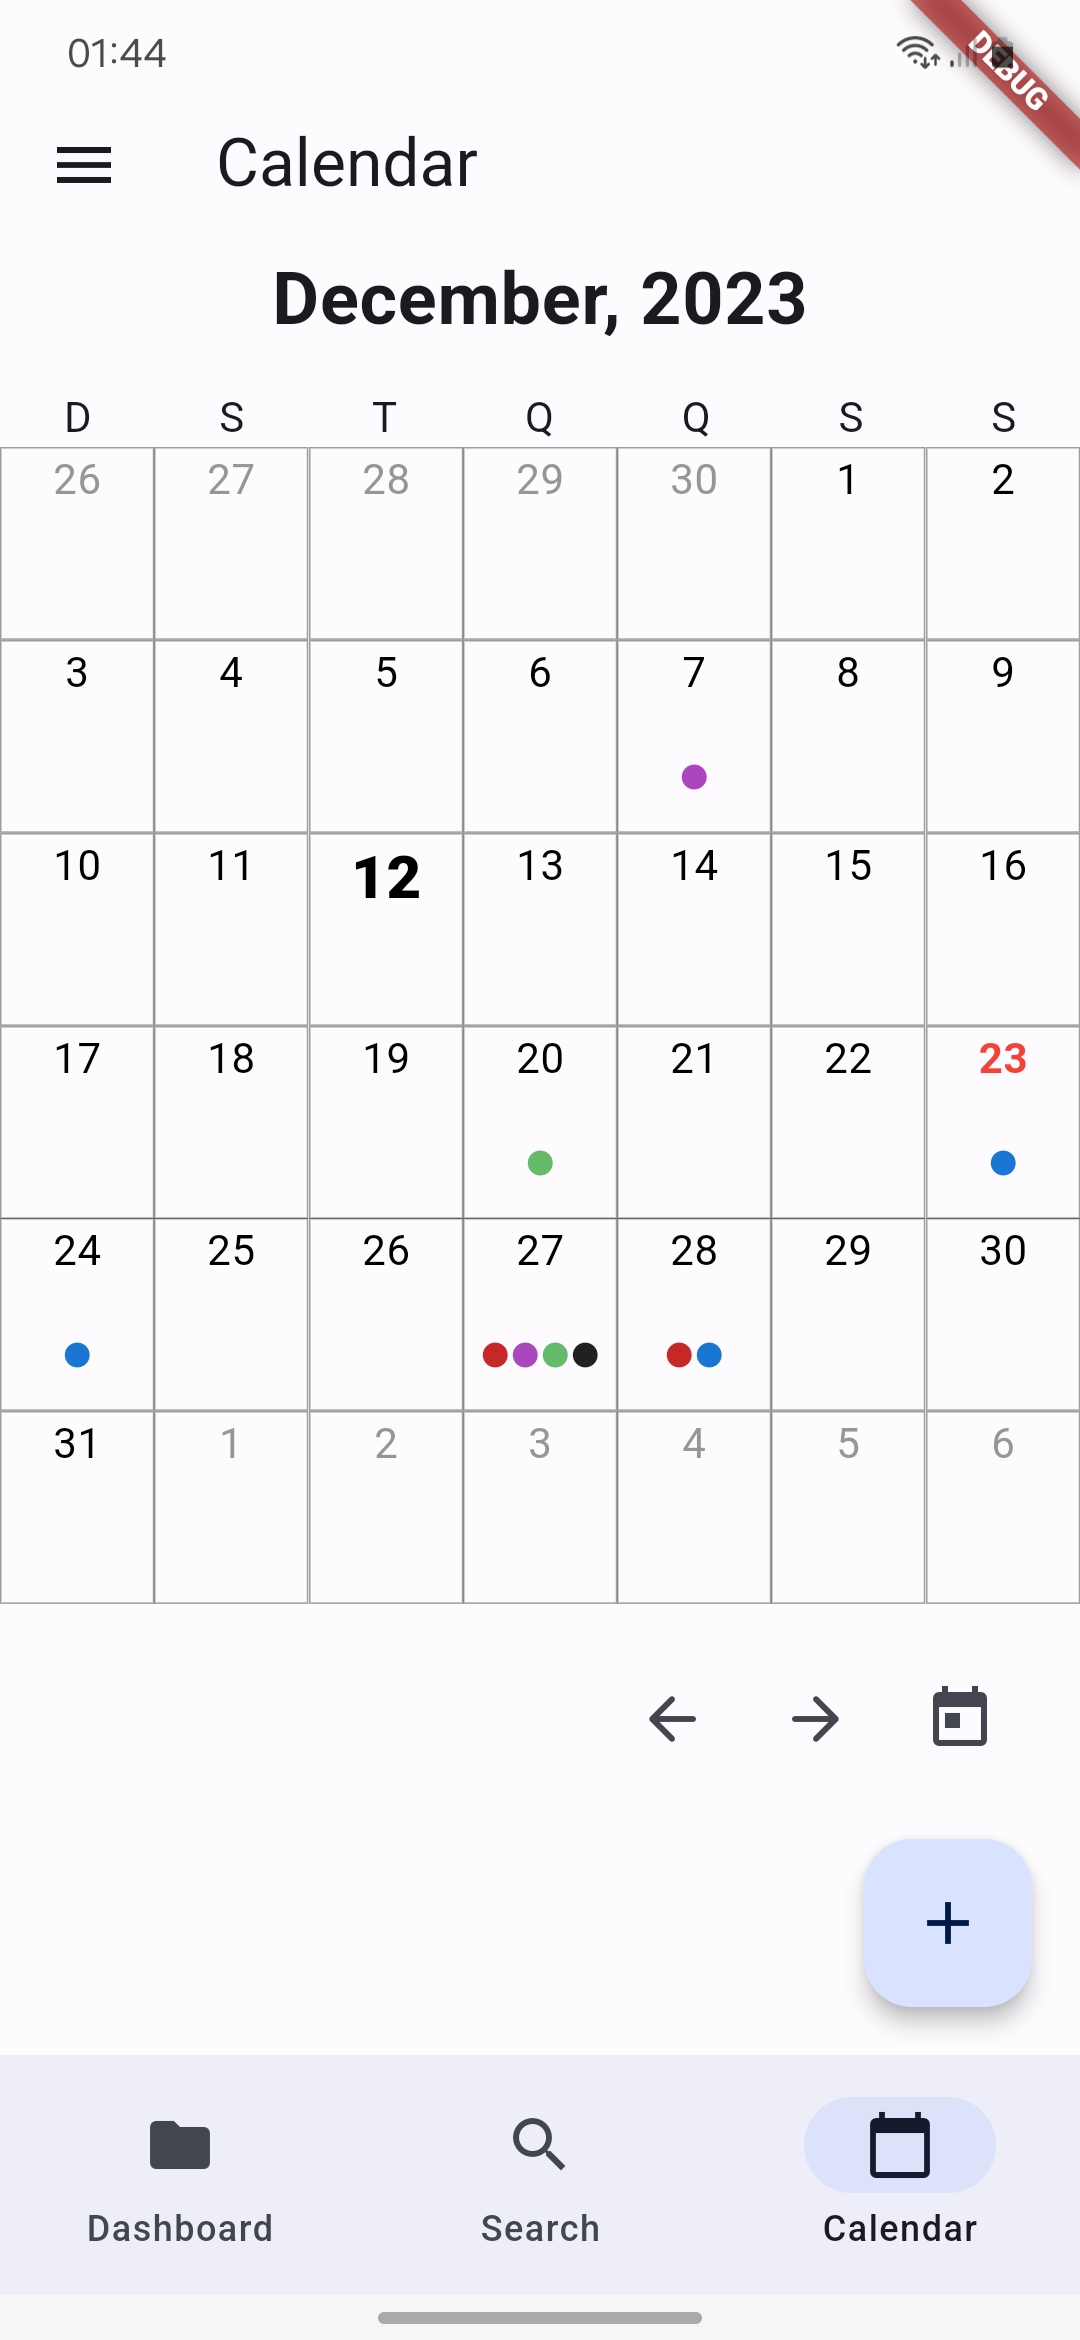 01:44
DEBUG
Calendar
December, 2023
D S T Q Q S S
26 27 28 29 30 1 2
3 4 5 6 7 8 9
10 11 12 13 14 15 16
17 18 19 20 21 22 23
24 25 26 27 28 29 30
31 1 2 3 4 5 6
Dashboard Search Calendar